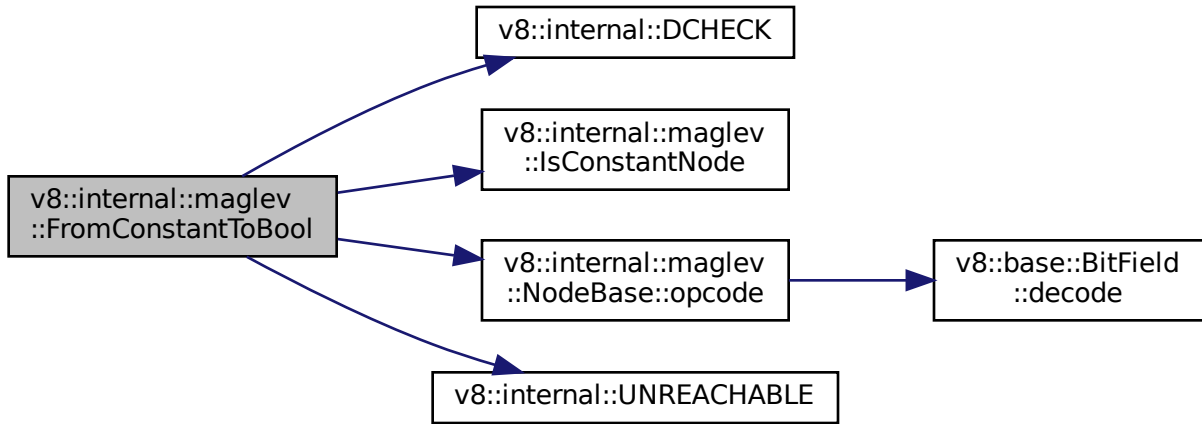 v8::internal::DCHECK
v8::internal::maglev
::IsConstantNode
v8::internal::maglev
::FromConstantToBool
v8::internal::maglev
::NodeBase::opcode
v8::base::BitField
::decode
v8::internal::UNREACHABLE